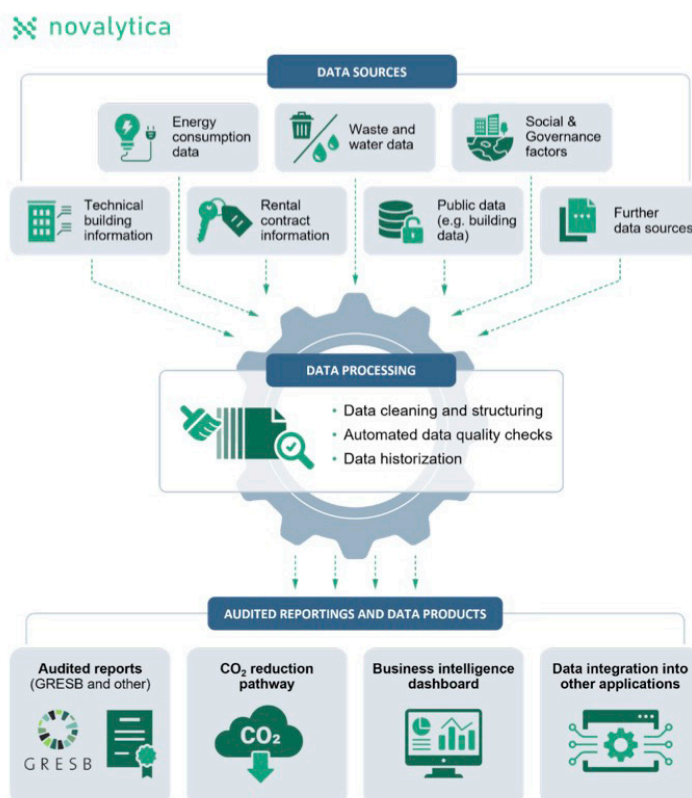 novalytica
DATA SOURCES
Energy
consumption
data
Waste and
water data
Social &
Governance
factors
Technical
building
information
Rental
contract
information
Public data
(e.g. building
data)
Further
data sources
DATA PROCESSING
• Data cleaning and structuring
• Automated data quality checks
• Data historization
AUDITED REPORTINGS AND DATA PRODUCTS
Audited reports
(GRESB and other)
GRESB
CO₂ reduction
pathway
CO₂
Business intelligence
dashboard
Data integration into
other applications